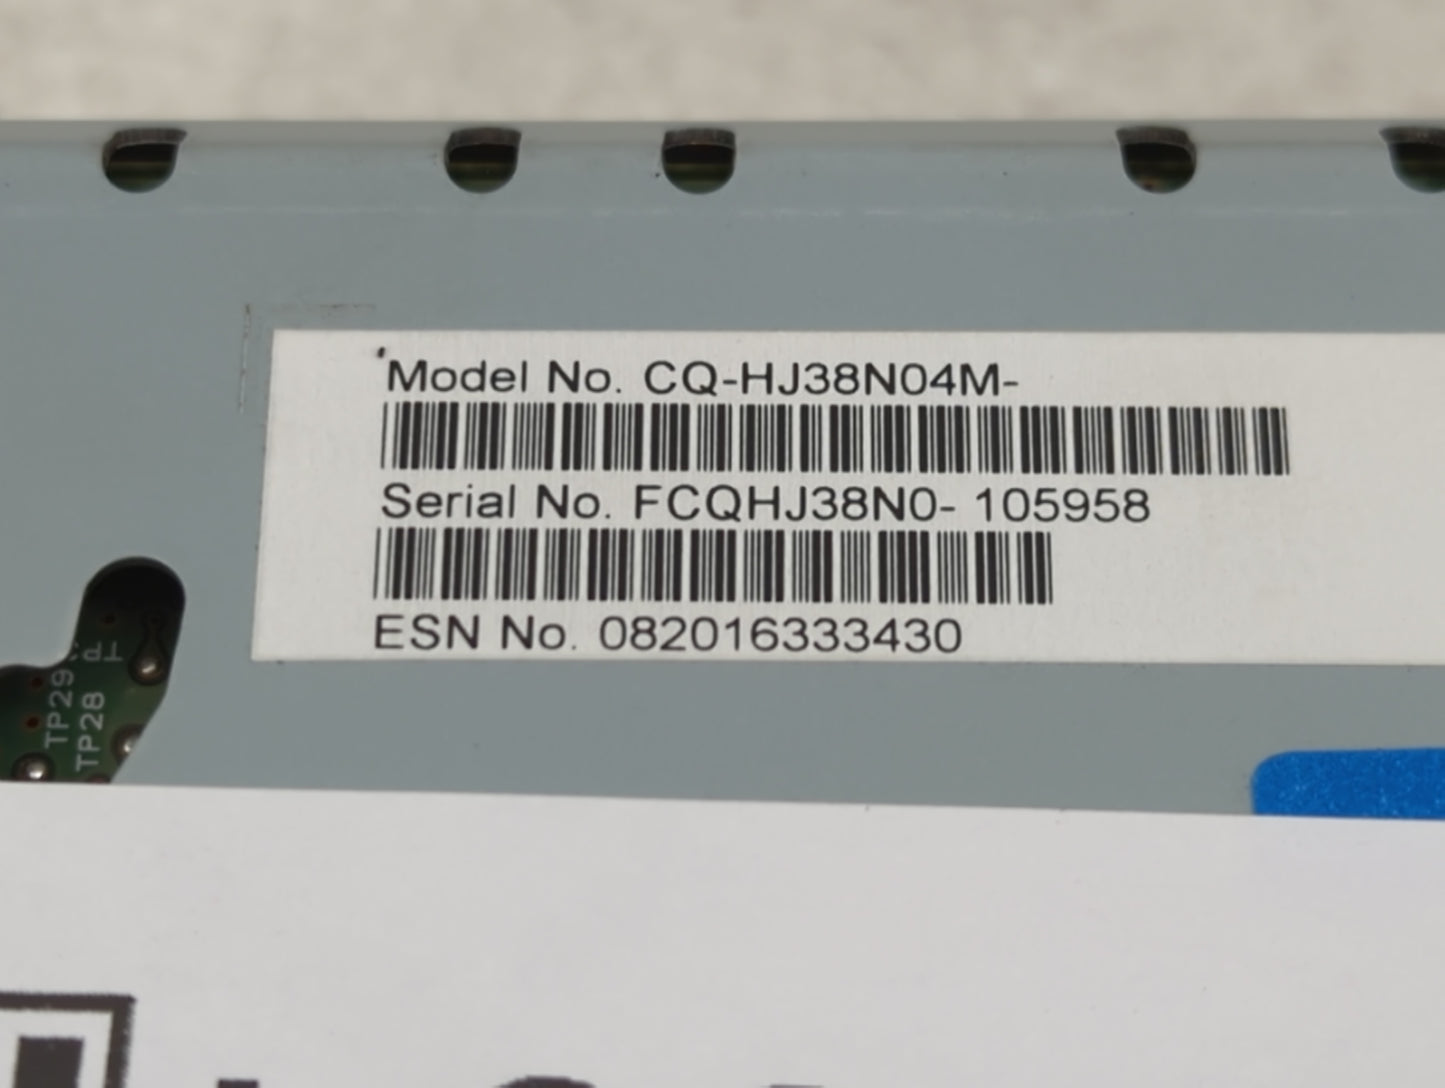 Model No. CQ-HJ38N04M-
Serial No. FCQHJ38N0- 105958
ESN No. 082016333430
TP29
TP28